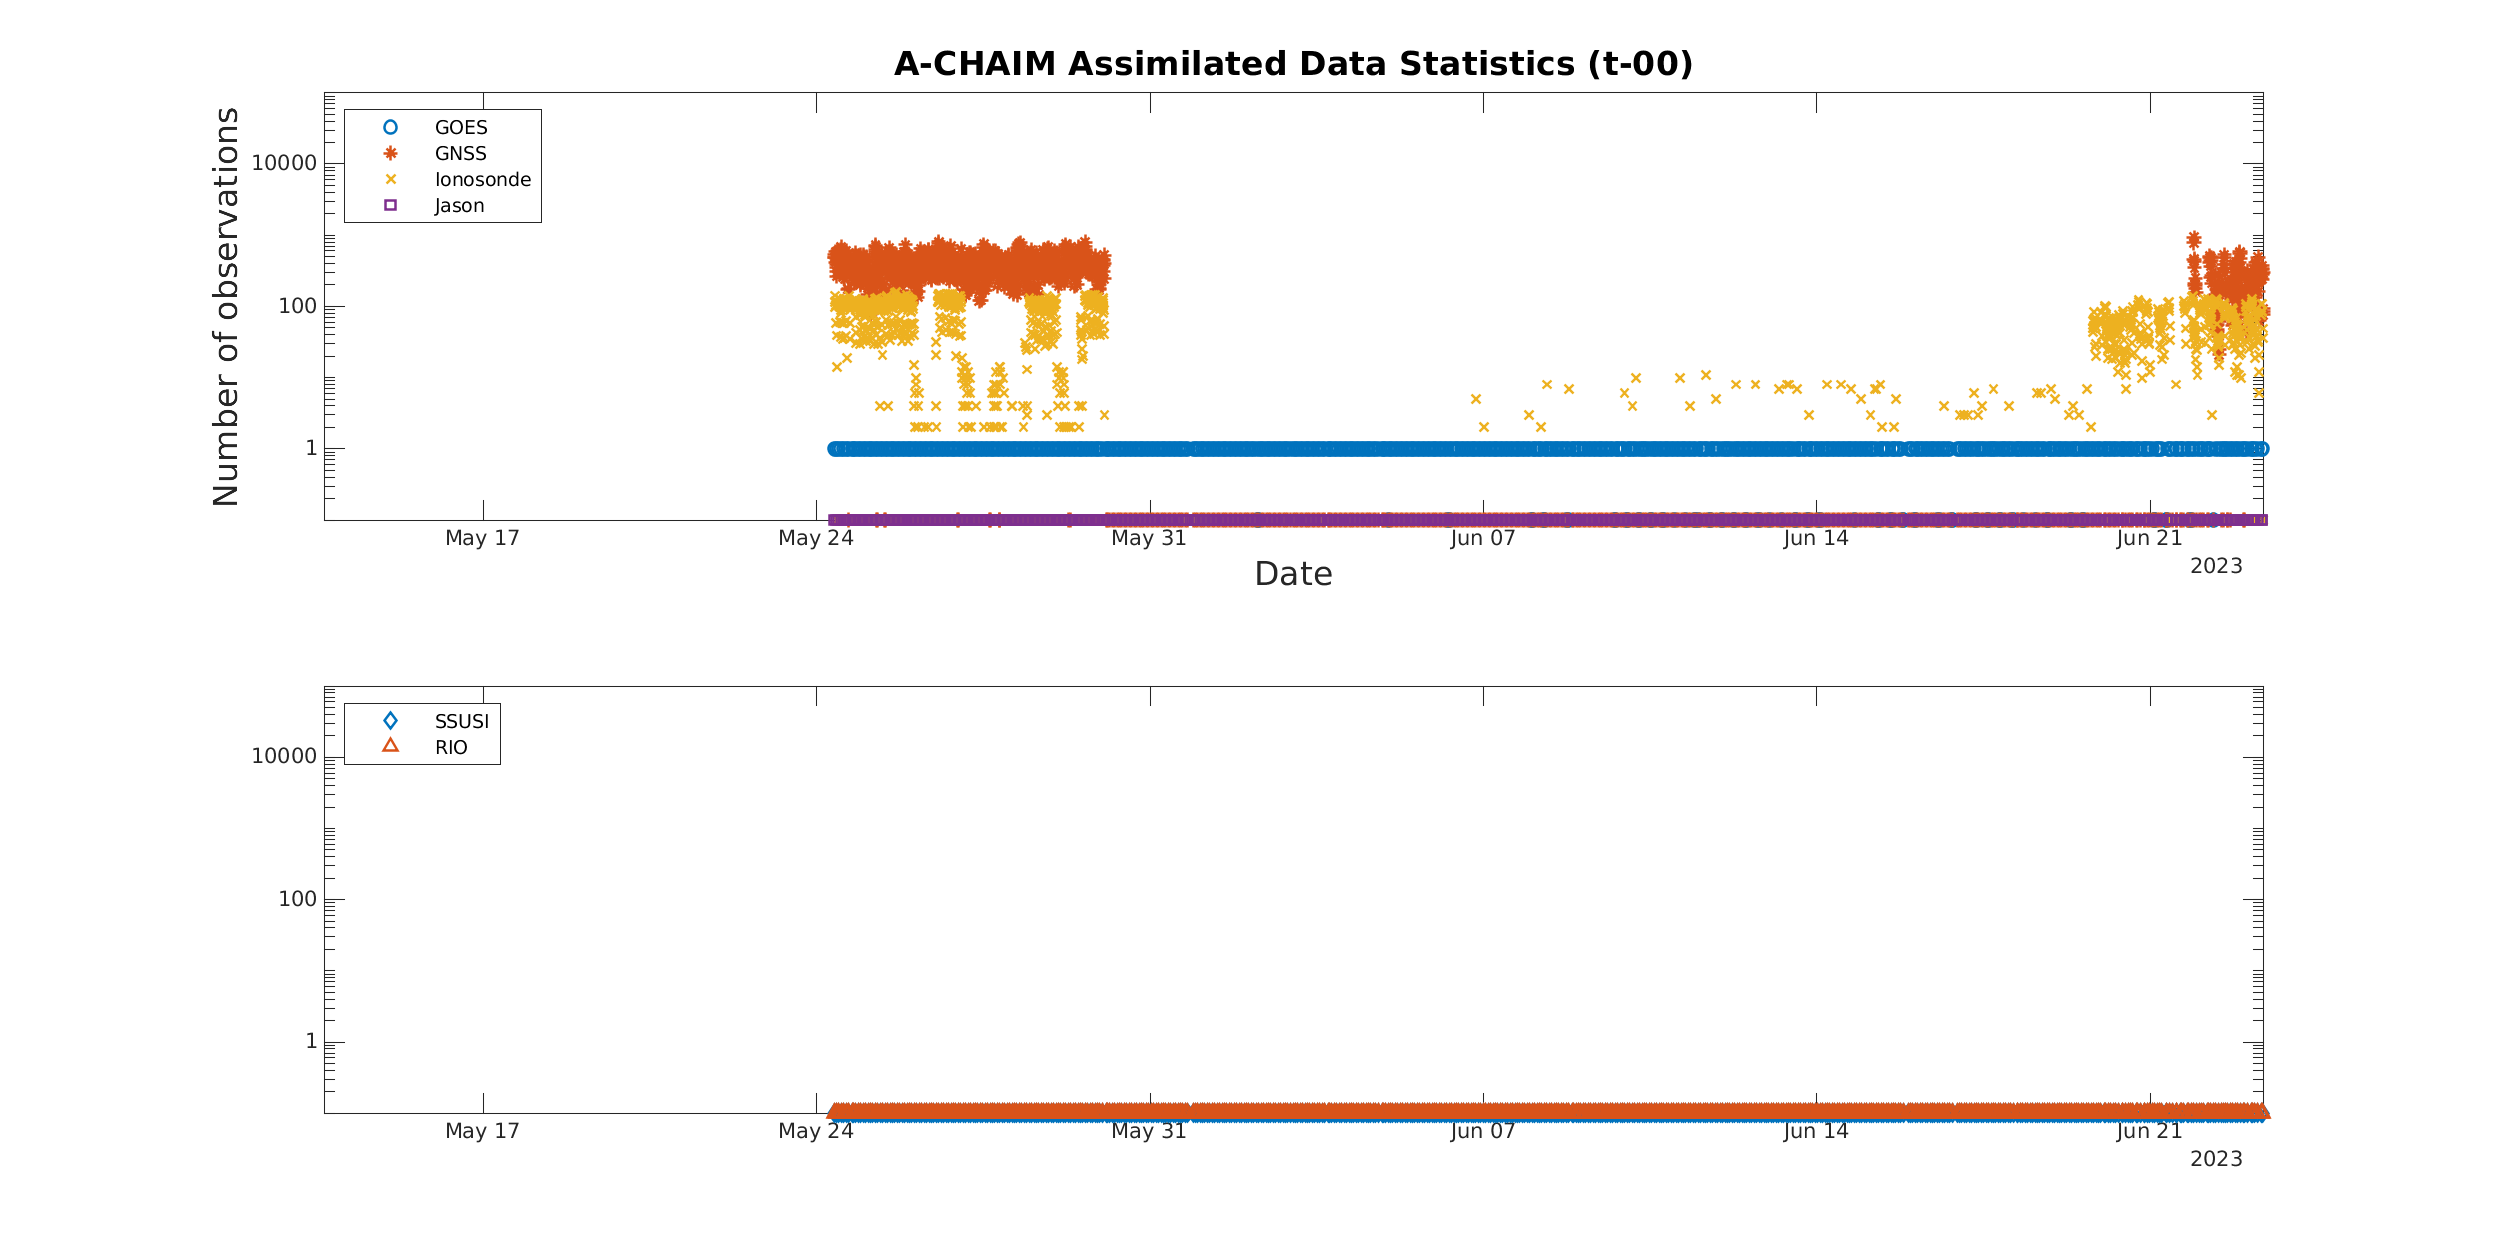 A-CHAIM Assimilated Data Statistics (t-00)
Number of observations
10000
100
1
GOES
GNSS
Ionosonde
Jason
May 17 May 24 May 31 Jun 07 Jun 14 Jun 21
2023
Date
10000
100
1
SSUSI
RIO
May 17 May 24 May 31 Jun 07 Jun 14 Jun 21
2023